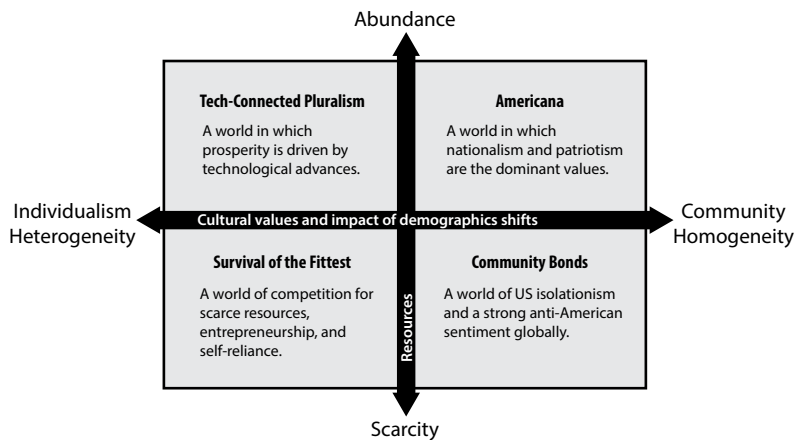 Abundance
Tech-Connected Pluralism
A world in which
prosperity is driven by
technological advances.
Americana
A world in which
nationalism and patriotism
are the dominant values.
Individualism
Heterogeneity
Cultural values and impact of demographics shifts
Community
Homogeneity
Survival of the Fittest
A world of competition for
scarce resources,
entrepreneurship, and
self-reliance.
Resources
Community Bonds
A world of US isolationism
and a strong anti-American
sentiment globally.
Scarcity